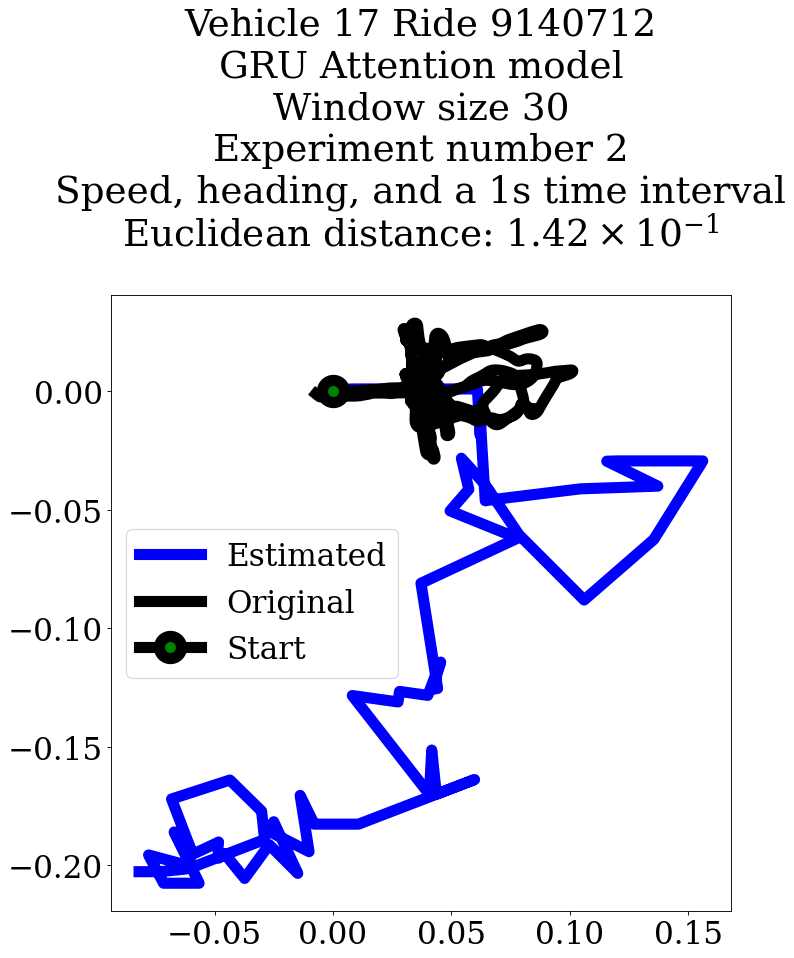 Vehicle 17 Ride 9140712
GRU Attention model
Window size 30
Experiment number 2
Speed, heading, and a 1s time interval
Euclidean distance: 1.42 × 10⁻¹
0.00
−0.05
−0.10
−0.15
−0.20
Estimated
Original
Start
−0.05 0.00 0.05 0.10 0.15